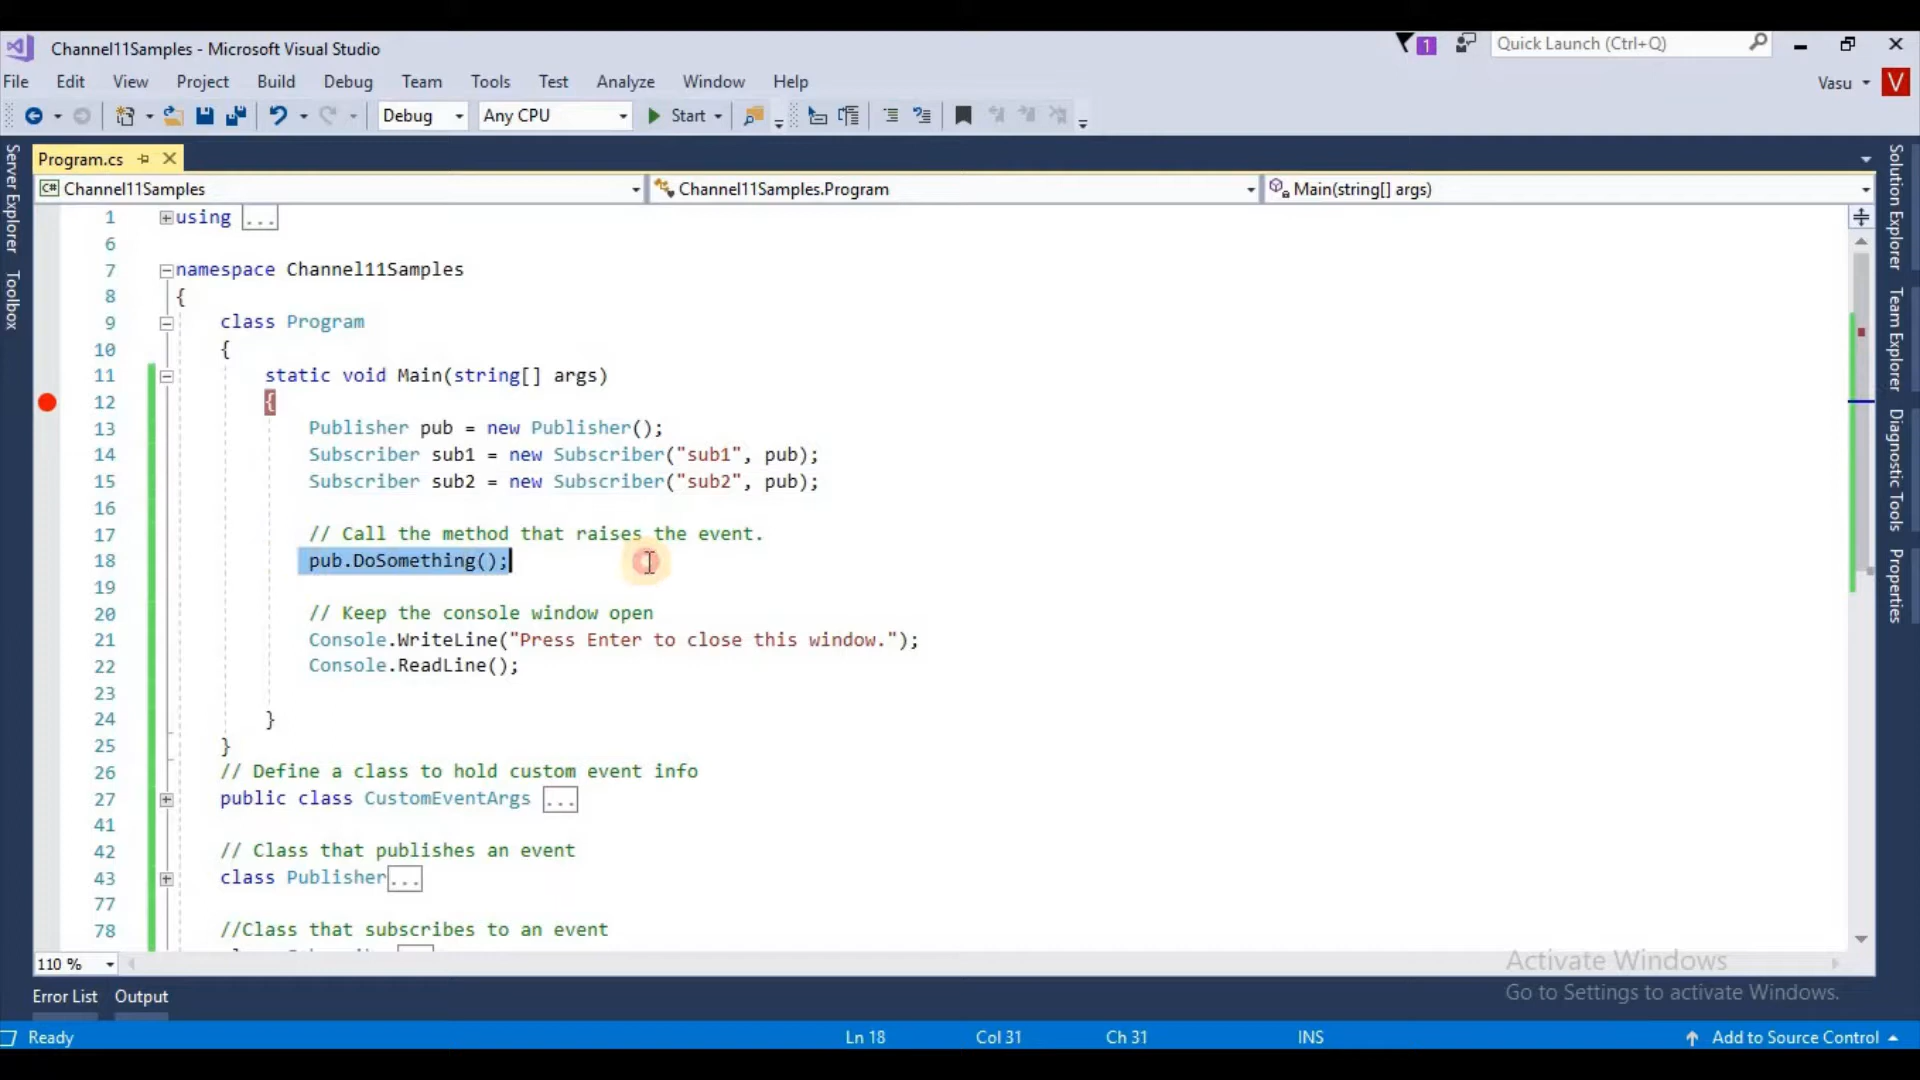 Channel11Samples - Microsoft Visual Studio
1
Quick Launch (Ctrl+Q)
File Edit View Project Build Debug Team Tools Test Analyze Window Help
Vasu
V
Debug
Any CPU
Start
Server Explorer
Toolbox
Program.cs
C# Channel11Samples
Channel11Samples.Program
Main(string[] args)
1 using ...
6
7 namespace Channel11Samples
8 {
9 class Program
10 {
11 static void Main(string[] args)
12 {
13 Publisher pub = new Publisher();
14 Subscriber sub1 = new Subscriber("sub1", pub);
15 Subscriber sub2 = new Subscriber("sub2", pub);
16
17 // Call the method that raises the event.
18 pub.DoSomething();
19
20 // Keep the console window open
21 Console.WriteLine("Press Enter to close this window.");
22 Console.ReadLine();
23
24 }
25 }
26 // Define a class to hold custom event info
27 public class CustomEventArgs ...
41
42 // Class that publishes an event
43 class Publisher...
77
78 //Class that subscribes to an event
Solution Explorer
Team Explorer
Diagnostic Tools
Properties
110 %
Activate Windows
Go to Settings to activate Windows.
Error List Output
Ready
Ln 18
Col 31
Ch 31
INS
Add to Source Control